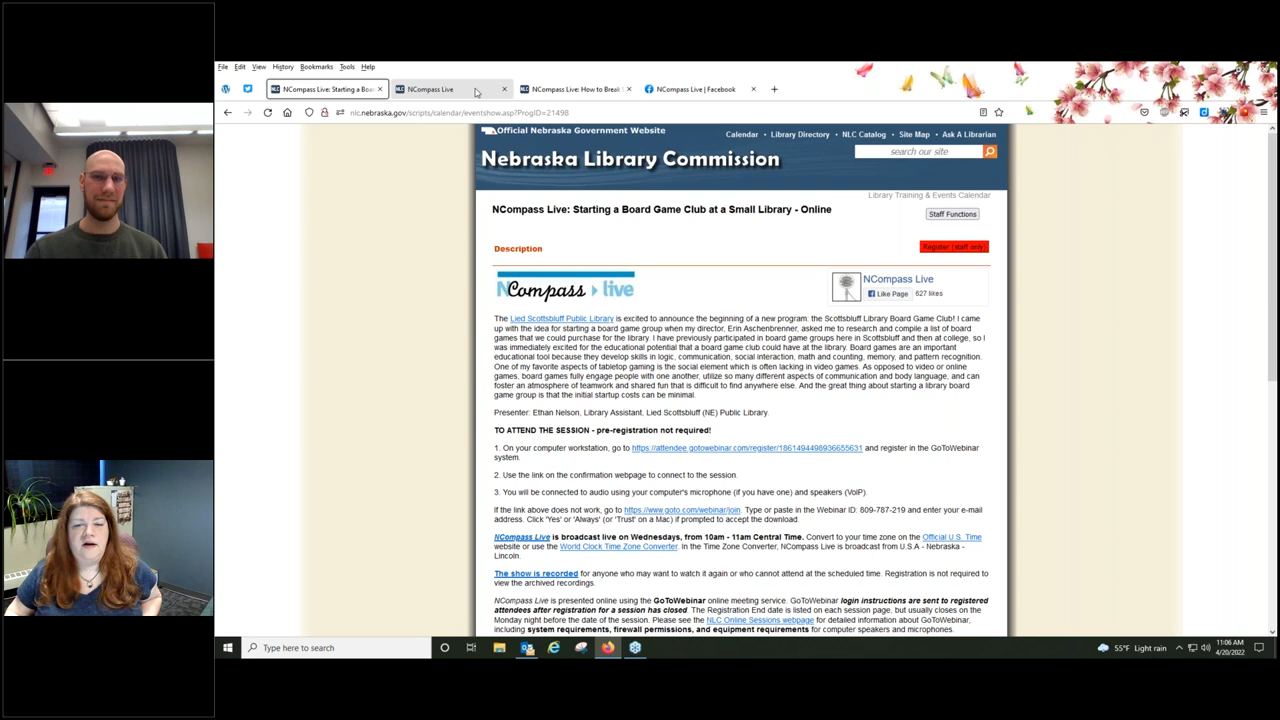 File Edit View History Bookmarks Tools Help
NCompass Live: Starting a Boa
NCompass Live
NCompass Live: How to Break
NCompass Live | Facebook
nlc.nebraska.gov/scripts/calendar/eventshow.asp?ProgID=21498
Official Nebraska Government Website
Calendar • Library Directory • NLC Catalog • Site Map • Ask A Librarian
Nebraska Library Commission
search our site
Library Training & Events Calendar
NCompass Live: Starting a Board Game Club at a Small Library - Online
Staff Functions
Description
Register (staff only)
NCompass live
NCompass Live
Like Page 627 likes
The Lied Scottsbluff Public Library is excited to announce the beginning of a new program: the Scottsbluff Library Board Game Club! I came
up with the idea for starting a board game group when my director, Erin Aschenbrenner, asked me to research and compile a list of board
games that we could purchase for the library. I have previously participated in board game groups here in Scottsbluff and then at college, so I
was immediately excited for the educational potential that a board game club could have at the library. Board games are an important
educational tool because they develop skills in logic, communication, social interaction, math and counting, memory, and pattern recognition.
One of my favorite aspects of tabletop gaming is the social element which is often lacking in video games. As opposed to video or online
games, board games fully engage people with one another, utilize so many different aspects of communication and body language, and can
foster an atmosphere of teamwork and shared fun that is difficult to find anywhere else. And the great thing about starting a library board
game group is that the initial startup costs can be minimal.
Presenter: Ethan Nelson, Library Assistant, Lied Scottsbluff (NE) Public Library.
TO ATTEND THE SESSION - pre-registration not required!
1. On your computer workstation, go to https://attendee.gotowebinar.com/register/1861494498936655631 and register in the GoToWebinar
system.
2. Use the link on the confirmation webpage to connect to the session.
3. You will be connected to audio using your computer's microphone (if you have one) and speakers (VoIP).
If the link above does not work, go to https://www.goto.com/webinar/join. Type or paste in the Webinar ID: 809-787-219 and enter your e-mail
address. Click 'Yes' or 'Always' (or 'Trust' on a Mac) if prompted to accept the download.
NCompass Live is broadcast live on Wednesdays, from 10am - 11am Central Time. Convert to your time zone on the Official U.S. Time
website or use the World Clock Time Zone Converter. In the Time Zone Converter, NCompass Live is broadcast from U.S.A - Nebraska -
Lincoln.
The show is recorded for anyone who may want to watch it again or who cannot attend at the scheduled time. Registration is not required to
view the archived recordings.
NCompass Live is presented online using the GoToWebinar online meeting service. GoToWebinar login instructions are sent to registered
attendees after registration for a session has closed. The Registration End date is listed on each session page, but usually closes on the
Monday night before the date of the session. Please see the NLC Online Sessions webpage for detailed information about GoToWebinar,
including system requirements, firewall permissions, and equipment requirements for computer speakers and microphones.
Type here to search
55°F Light rain
11:06 AM
4/20/2022